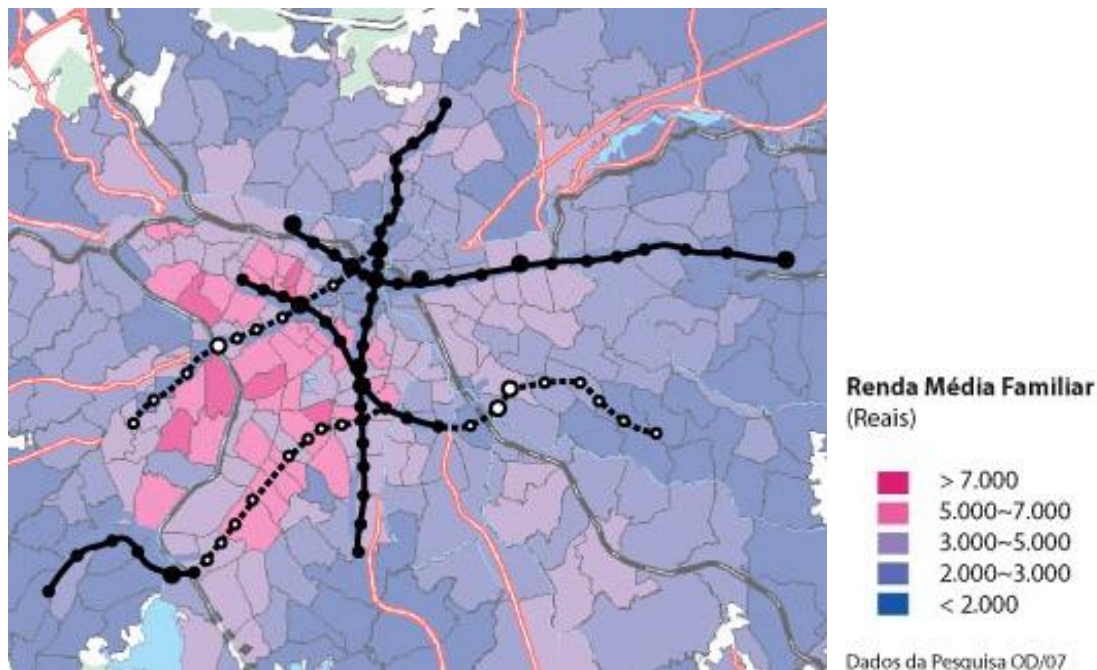 Renda Média Familiar
(Reais)
> 7.000
5.000~7.000
3.000~5.000
2.000~3.000
< 2.000
Dados da Pesquisa OD/07